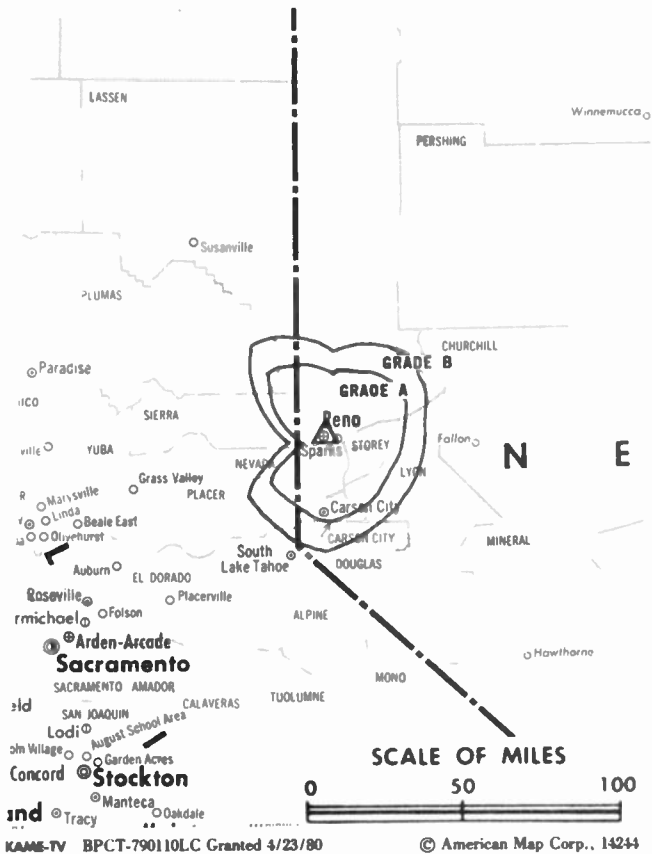 LASSEN
Winnemucca
PERSHING
Susanville
PLUMAS
CHURCHILL
GRADE B
Paradise
GRADE A
SIERRA
Reno
Sparks
STOREY
Fallon
N E
YUBA
NEVADA
LYON
Grass Valley
PLACER
Marysville
Linda
Beale East
Olivehurst
Carson City
CARSON CITY
MINERAL
South
Lake Tahoe
DOUGLAS
Auburn
EL DORADO
Roseville
Placerville
Folson
rmichael
ALPINE
Arden-Arcade
Sacramento
Hawthorne
MONO
SACRAMENTO AMADOR
TUOLUMNE
CALAVERAS
SAN JOAQUIN
Lodi
August School Area
Garden Acres
Concord
Stockton
SCALE OF MILES
0 50 100
Manteca
and
Tracy
Oakdale
KAME-TV BPCT-790110LC Granted 4/23/80
© American Map Corp., 14244